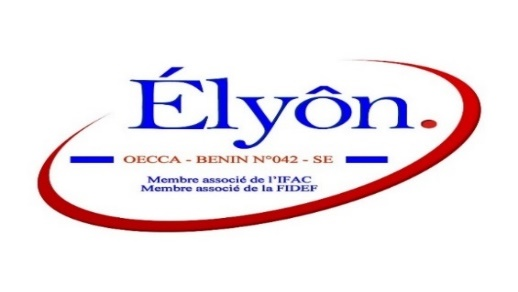 Élyôn.
OECCA - BENIN N°042 - SE
Membre associé de l'IFAC
Membre associé de la FIDEF